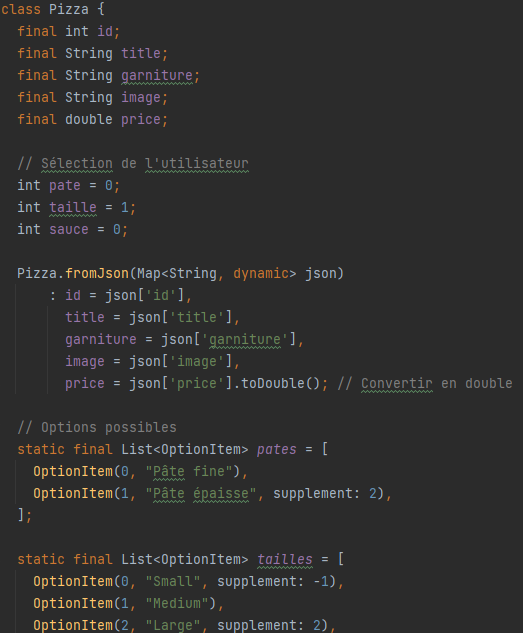 class Pizza {
final int id;
final String title;
final String garniture;
final String image;
final double price;
// Sélection de l'utilisateur
int pate = 0;
int taille = 1;
int sauce = 0;
Pizza.fromJson(Map<String, dynamic> json)
: id = json['id'],
title = json['title'],
garniture = json['garniture'],
image = json['image'],
price = json['price'].toDouble(); // Convertir en double
// Options possibles
static final List<OptionItem> pates = [
OptionItem(0, "Pâte fine"),
OptionItem(1, "Pâte épaisse", supplement: 2),
];
static final List<OptionItem> tailles = [
OptionItem(0, "Small", supplement: -1),
OptionItem(1, "Medium"),
OptionItem(2, "Large", supplement: 2),